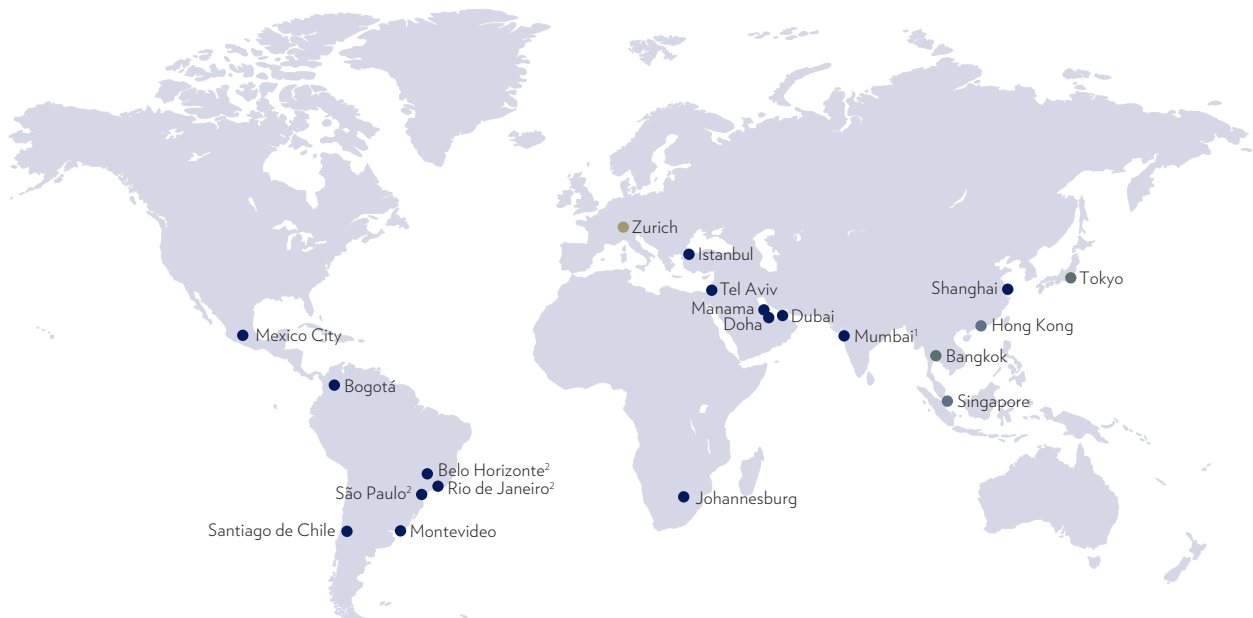 Zurich
Istanbul
Tel Aviv
Tokyo
Shanghai
Manama
Dubai
Doha
Hong Kong
Mexico City
Mumbai¹
Bangkok
Bogotá
Singapore
Belo Horizonte²
São Paulo²
Rio de Janeiro²
Johannesburg
Santiago de Chile
Montevideo